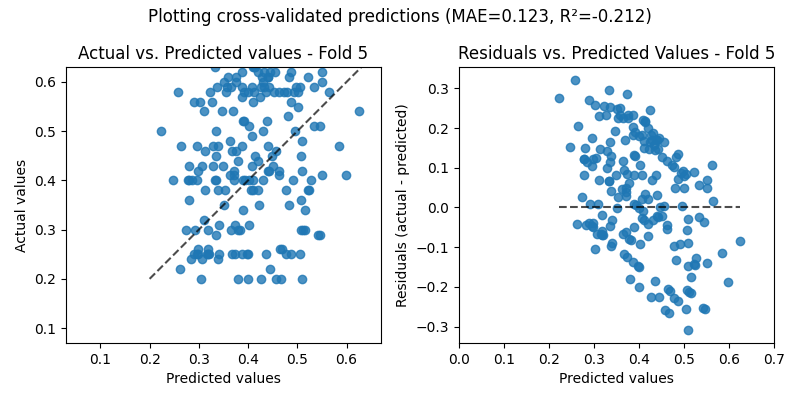 Plotting cross-validated predictions (MAE=0.123, R²=-0.212)
Actual vs. Predicted values - Fold 5
Actual values
0.6
0.5
0.4
0.3
0.2
0.1
0.1 0.2 0.3 0.4 0.5 0.6
Predicted values
Residuals vs. Predicted Values - Fold 5
Residuals (actual - predicted)
0.3
0.2
0.1
0.0
−0.1
−0.2
−0.3
0.0 0.1 0.2 0.3 0.4 0.5 0.6 0.7
Predicted values